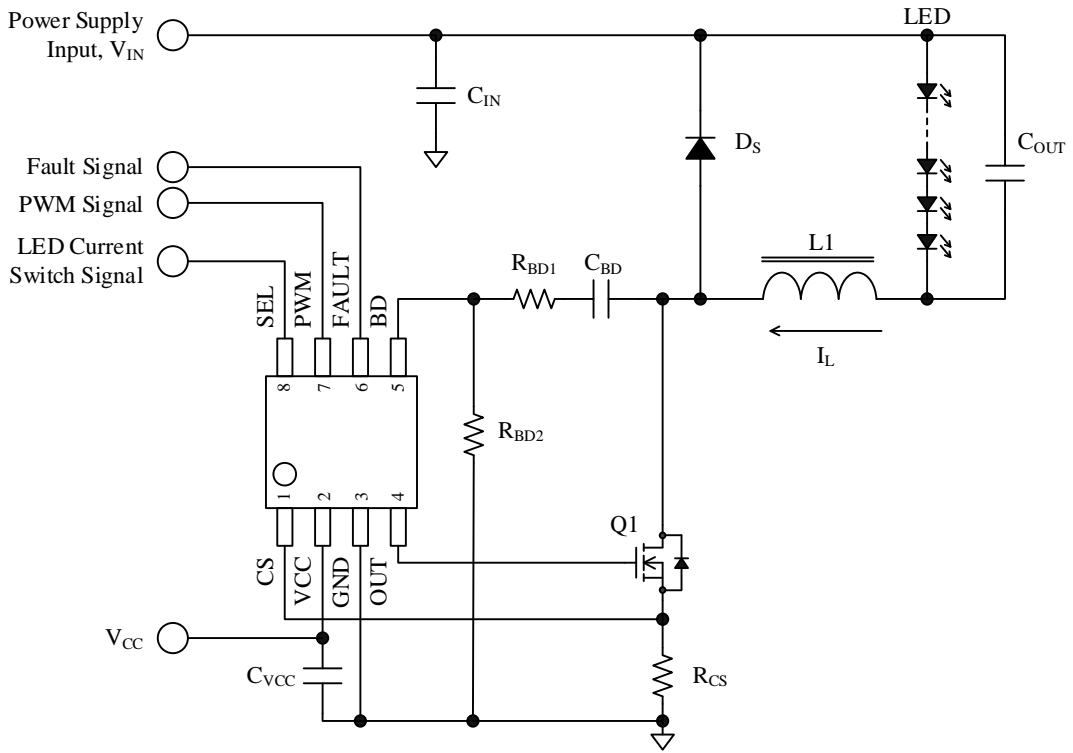 Power Supply
Input, VIN
LED
CIN
DS
COUT
Fault Signal
PWM Signal
LED Current
Switch Signal
L1
RBD1
CBD
IL
SEL
PWM
FAULT
BD
8
7
6
5
RBD2
1
2
3
4
Q1
CS
VCC
GND
OUT
VCC
CVCC
RCS